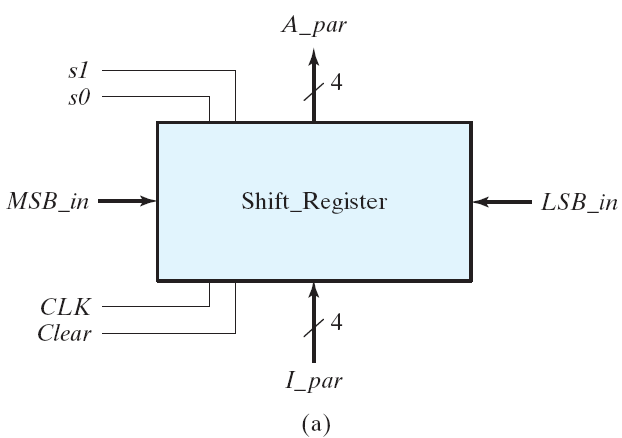 A_par
s1
4
s0
MSB_in
Shift_Register
LSB_in
CLK
4
Clear
I_par
(a)